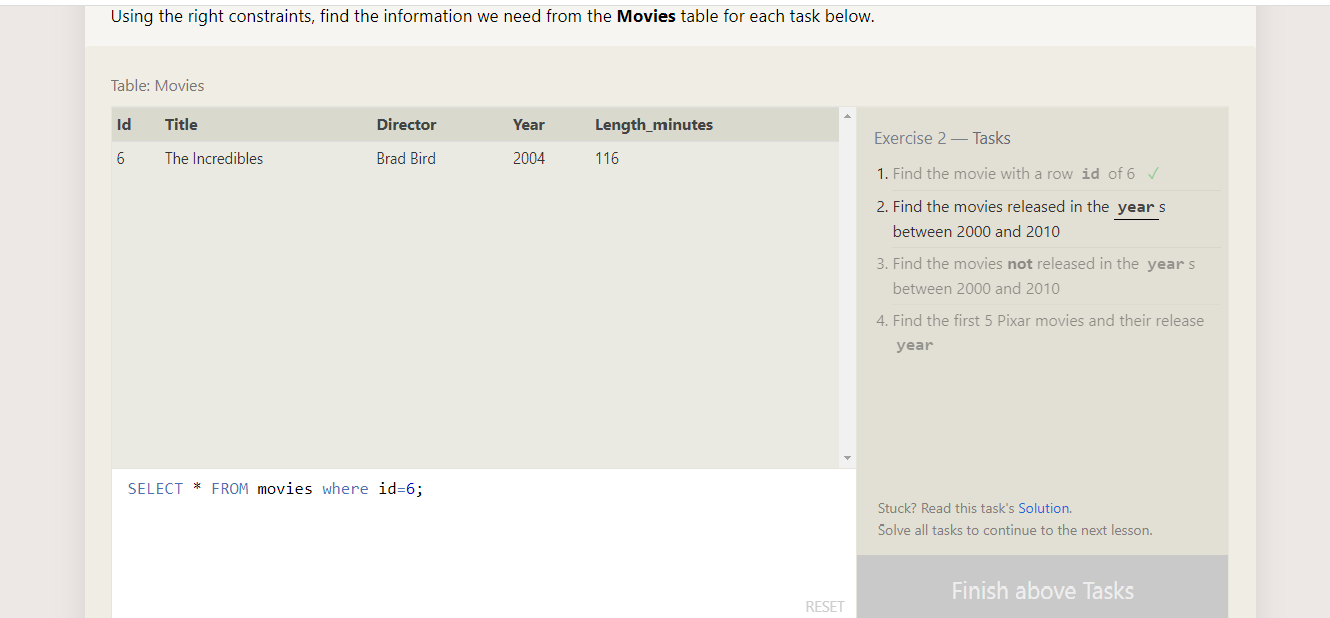 Using the right constraints, find the information we need from the Movies table for each task below.
Table: Movies
Id Title Director Year Length_minutes
6 The Incredibles Brad Bird 2004 116
SELECT * FROM movies where id=6;
RESET
Exercise 2 — Tasks
1. Find the movie with a row id of 6 ✓
2. Find the movies released in the year s
between 2000 and 2010
3. Find the movies not released in the year s
between 2000 and 2010
4. Find the first 5 Pixar movies and their release
year
Stuck? Read this task's Solution.
Solve all tasks to continue to the next lesson.
Finish above Tasks